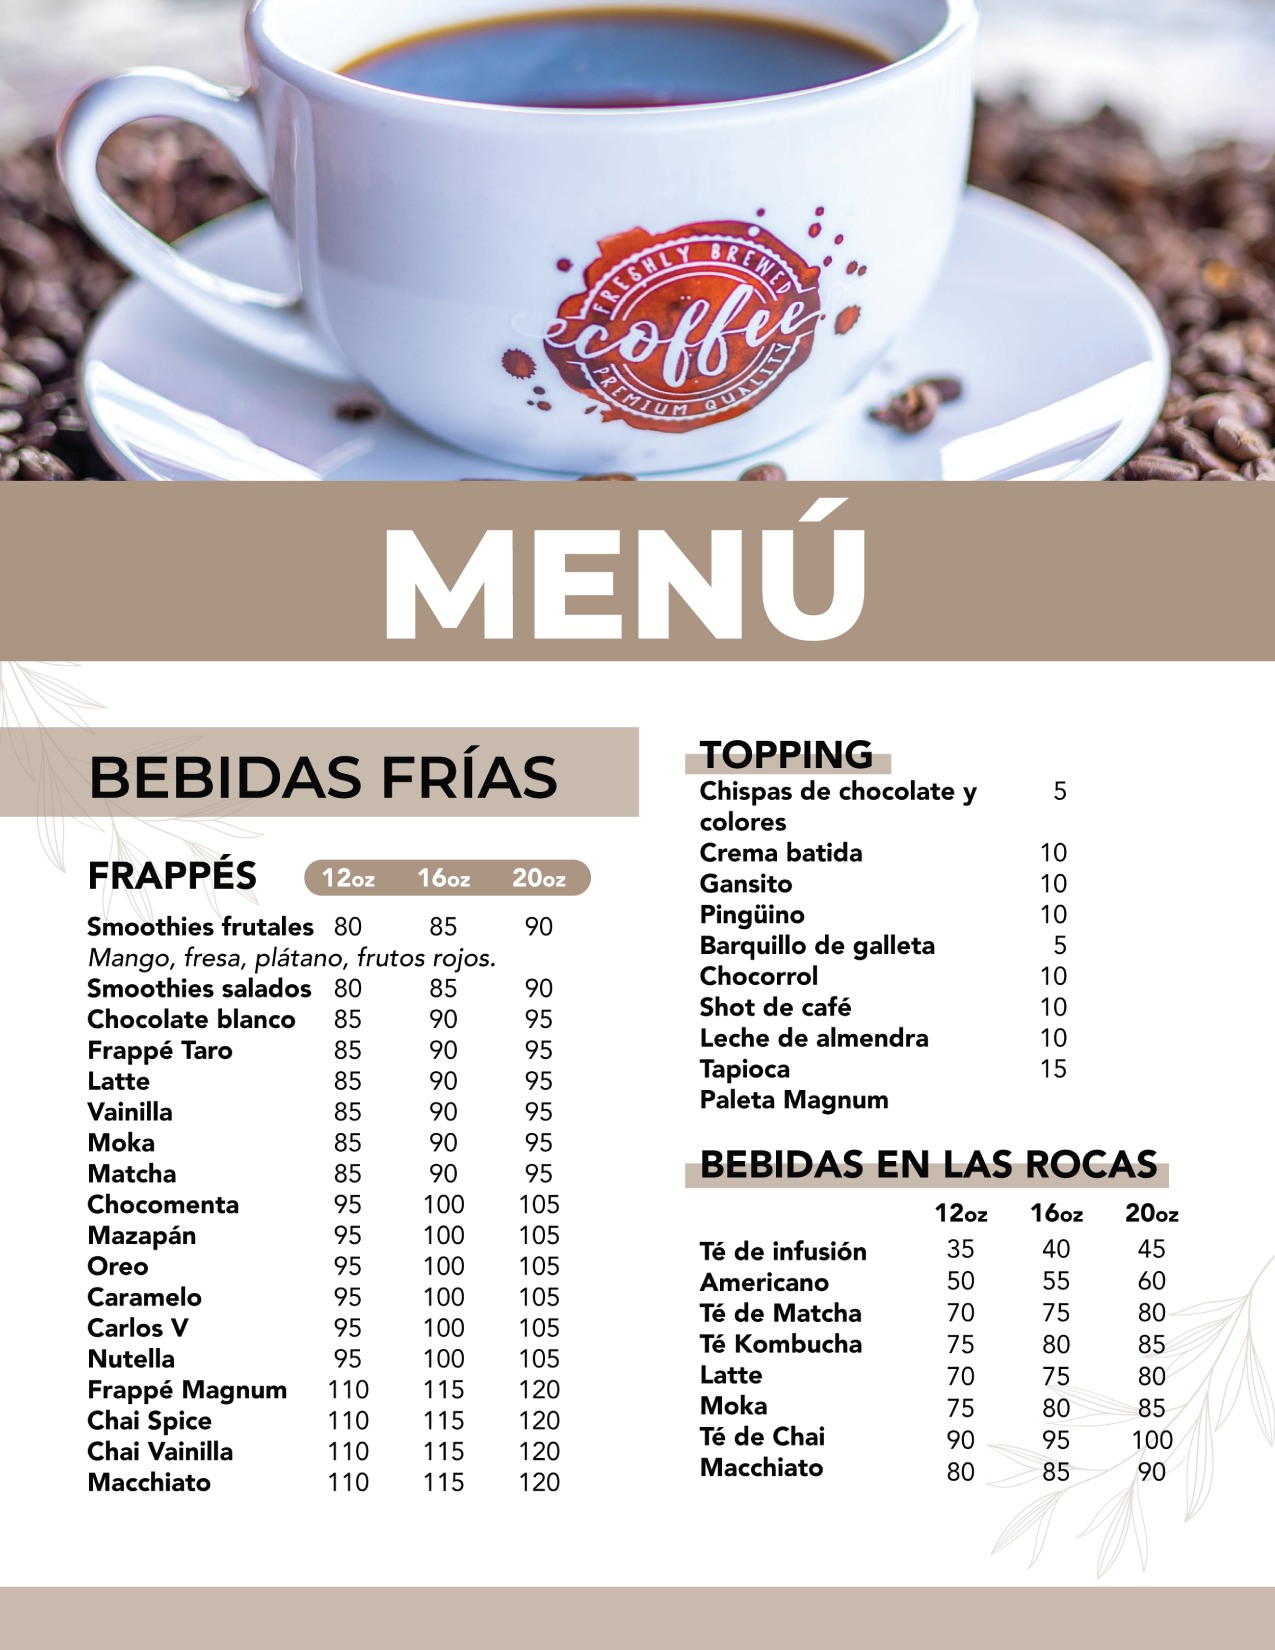 FRESHLY BREWED
coffee
PREMIUM QUALITY
MENÚ
BEBIDAS FRÍAS
FRAPPÉS 12oz 16oz 20oz
Smoothies frutales 80 85 90
Mango, fresa, plátano, frutos rojos.
Smoothies salados 80 85 90
Chocolate blanco 85 90 95
Frappé Taro 85 90 95
Latte 85 90 95
Vainilla 85 90 95
Moka 85 90 95
Matcha 85 90 95
Chocomenta 95 100 105
Mazapán 95 100 105
Oreo 95 100 105
Caramelo 95 100 105
Carlos V 95 100 105
Nutella 95 100 105
Frappé Magnum 110 115 120
Chai Spice 110 115 120
Chai Vainilla 110 115 120
Macchiato 110 115 120
TOPPING
Chispas de chocolate y 5
colores
Crema batida 10
Gansito 10
Pingüino 10
Barquillo de galleta 5
Chocorrol 10
Shot de café 10
Leche de almendra 10
Tapioca 15
Paleta Magnum
BEBIDAS EN LAS ROCAS
12oz 16oz 20oz
Té de infusión 35 40 45
Americano 50 55 60
Té de Matcha 70 75 80
Té Kombucha 75 80 85
Latte 70 75 80
Moka 75 80 85
Té de Chai 90 95 100
Macchiato 80 85 90